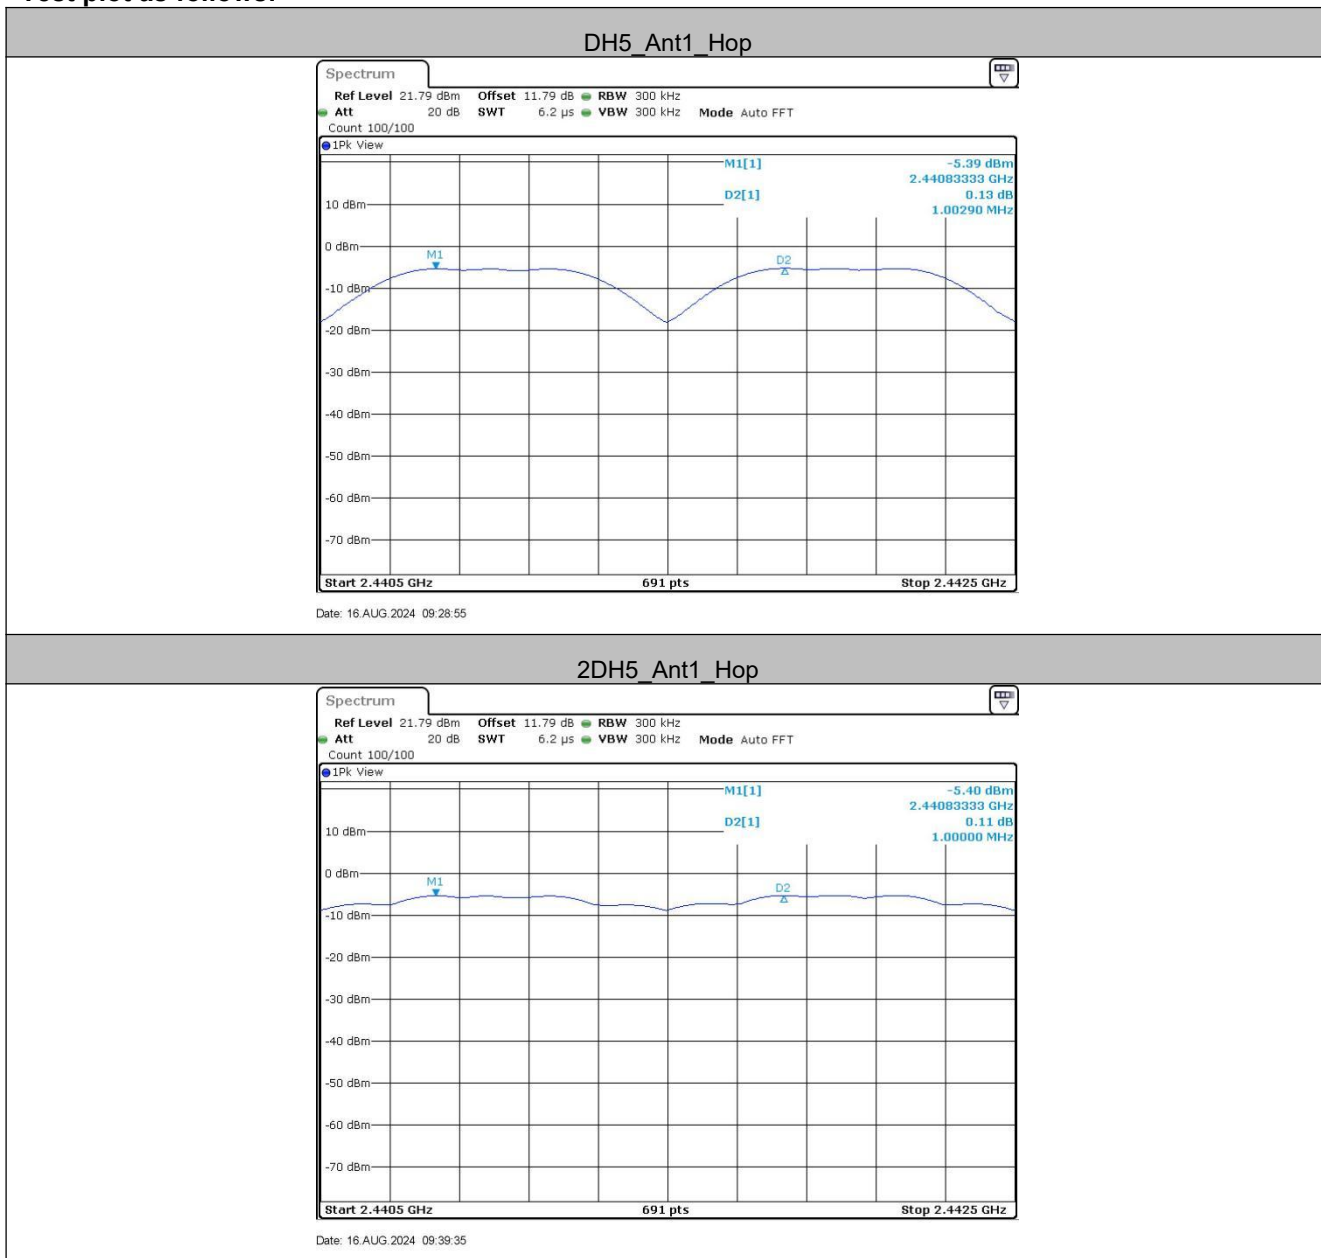 Test plot as follows:
DH5_Ant1_Hop
Spectrum
Ref Level 21.79 dBm Offset 11.79 dB RBW 300 kHz
Att 20 dB SWT 6.2 µs VBW 300 kHz Mode Auto FFT
Count 100/100
1Pk View
M1[1] -5.39 dBm
2.44083333 GHz
D2[1] 0.13 dB
1.00290 MHz
10 dBm
0 dBm
M1
D2
-10 dBm
-20 dBm
-30 dBm
-40 dBm
-50 dBm
-60 dBm
-70 dBm
Start 2.4405 GHz 691 pts Stop 2.4425 GHz
Date: 16.AUG.2024 09:28:55
2DH5_Ant1_Hop
Spectrum
Ref Level 21.79 dBm Offset 11.79 dB RBW 300 kHz
Att 20 dB SWT 6.2 µs VBW 300 kHz Mode Auto FFT
Count 100/100
1Pk View
M1[1] -5.40 dBm
2.44083333 GHz
D2[1] 0.11 dB
1.00000 MHz
10 dBm
0 dBm
M1
D2
-10 dBm
-20 dBm
-30 dBm
-40 dBm
-50 dBm
-60 dBm
-70 dBm
Start 2.4405 GHz 691 pts Stop 2.4425 GHz
Date: 16.AUG.2024 09:39:35